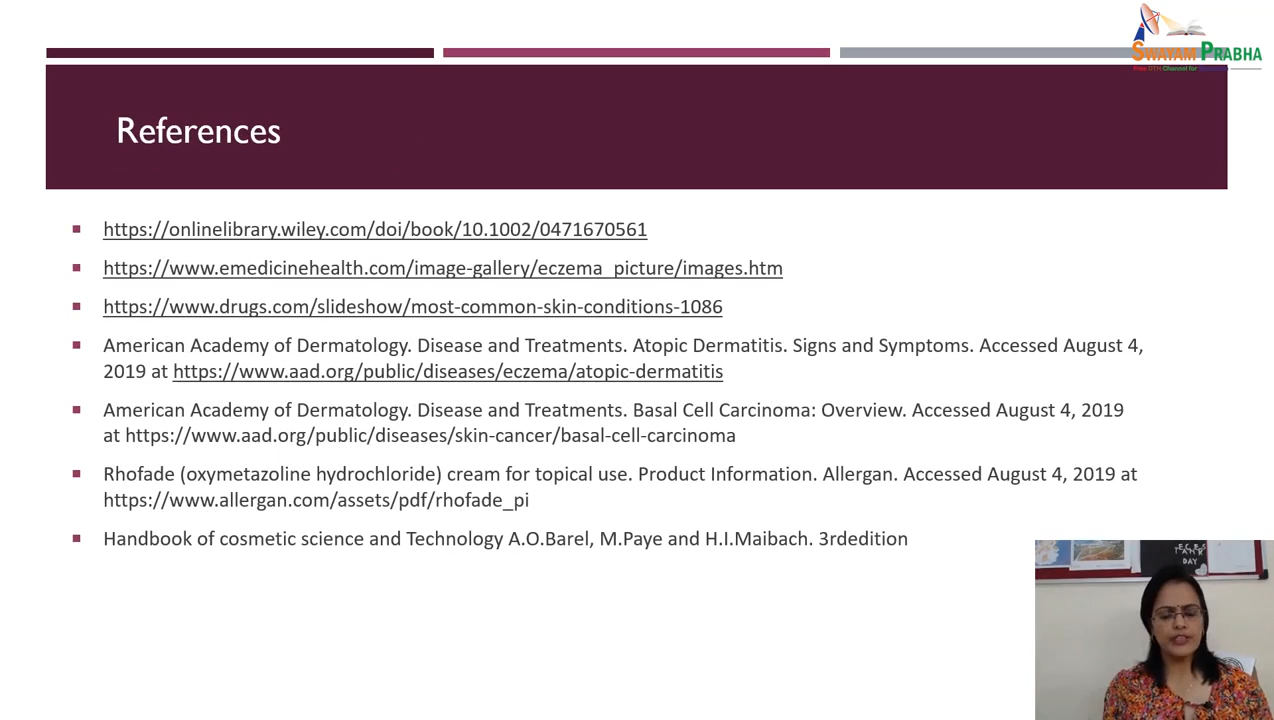 SWAYAM PRABHA
Free DTH Channel for
References
https://onlinelibrary.wiley.com/doi/book/10.1002/0471670561
https://www.emedicinehealth.com/image-gallery/eczema_picture/images.htm
https://www.drugs.com/slideshow/most-common-skin-conditions-1086
American Academy of Dermatology. Disease and Treatments. Atopic Dermatitis. Signs and Symptoms. Accessed August 4,
2019 at https://www.aad.org/public/diseases/eczema/atopic-dermatitis
American Academy of Dermatology. Disease and Treatments. Basal Cell Carcinoma: Overview. Accessed August 4, 2019
at https://www.aad.org/public/diseases/skin-cancer/basal-cell-carcinoma
Rhofade (oxymetazoline hydrochloride) cream for topical use. Product Information. Allergan. Accessed August 4, 2019 at
https://www.allergan.com/assets/pdf/rhofade_pi
Handbook of cosmetic science and Technology A.O.Barel, M.Paye and H.I.Maibach. 3rdedition
DAY